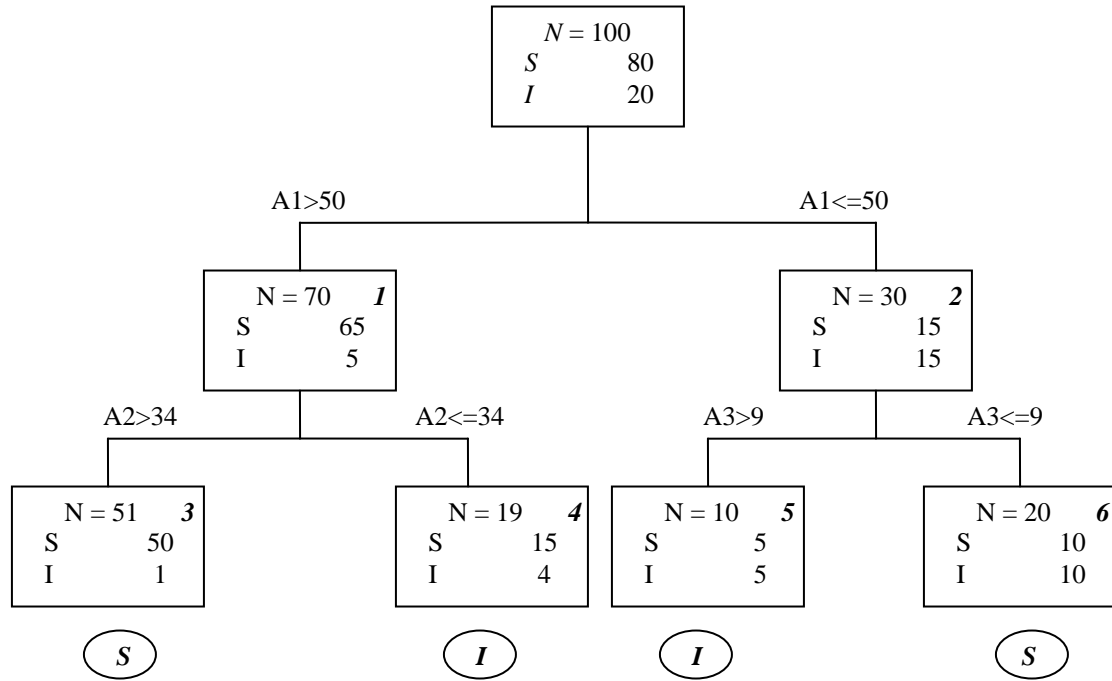 N = 100
S 80
I 20
A1>50
A1<=50
N = 70 1
S 65
I 5
N = 30 2
S 15
I 15
A2>34
A2<=34
A3>9
A3<=9
N = 51 3
S 50
I 1
N = 19 4
S 15
I 4
N = 10 5
S 5
I 5
N = 20 6
S 10
I 10
S
I
I
S